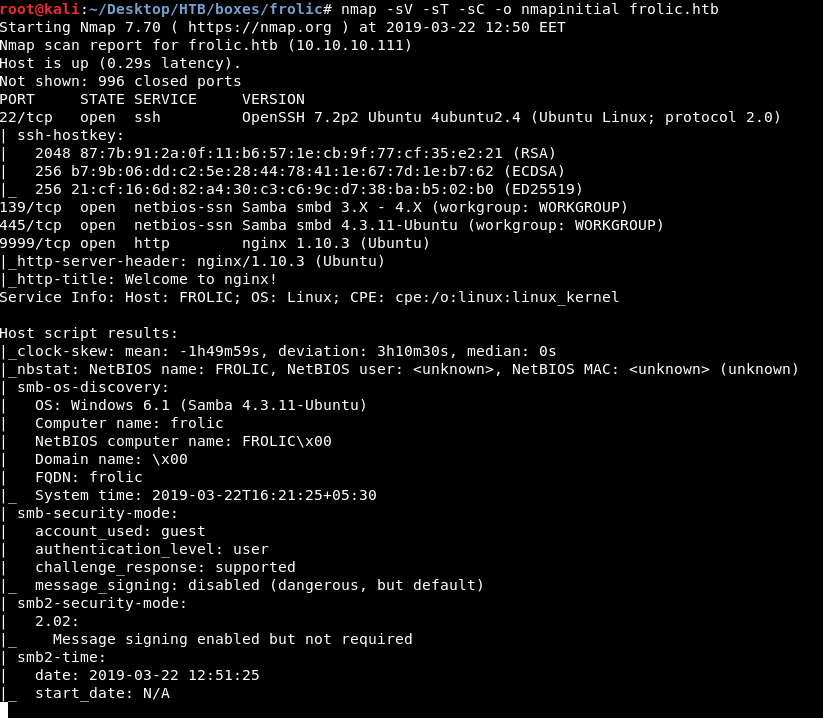 root@kali:~/Desktop/HTB/boxes/frolic# nmap -sV -sT -sC -o nmapinitial frolic.htb
Starting Nmap 7.70 ( https://nmap.org ) at 2019-03-22 12:50 EET
Nmap scan report for frolic.htb (10.10.10.111)
Host is up (0.29s latency).
Not shown: 996 closed ports
PORT     STATE SERVICE     VERSION
22/tcp   open  ssh         OpenSSH 7.2p2 Ubuntu 4ubuntu2.4 (Ubuntu Linux; protocol 2.0)
| ssh-hostkey:
|   2048 87:7b:91:2a:0f:11:b6:57:1e:cb:9f:77:cf:35:e2:21 (RSA)
|   256 b7:9b:06:dd:c2:5e:28:44:78:41:1e:67:7d:1e:b7:62 (ECDSA)
|_  256 21:cf:16:6d:82:a4:30:c3:c6:9c:d7:38:ba:b5:02:b0 (ED25519)
139/tcp  open  netbios-ssn Samba smbd 3.X - 4.X (workgroup: WORKGROUP)
445/tcp  open  netbios-ssn Samba smbd 4.3.11-Ubuntu (workgroup: WORKGROUP)
9999/tcp open  http        nginx 1.10.3 (Ubuntu)
|_http-server-header: nginx/1.10.3 (Ubuntu)
|_http-title: Welcome to nginx!
Service Info: Host: FROLIC; OS: Linux; CPE: cpe:/o:linux:linux_kernel

Host script results:
|_clock-skew: mean: -1h49m59s, deviation: 3h10m30s, median: 0s
|_nbstat: NetBIOS name: FROLIC, NetBIOS user: <unknown>, NetBIOS MAC: <unknown> (unknown)
| smb-os-discovery:
|   OS: Windows 6.1 (Samba 4.3.11-Ubuntu)
|   Computer name: frolic
|   NetBIOS computer name: FROLIC\x00
|   Domain name: \x00
|   FQDN: frolic
|_  System time: 2019-03-22T16:21:25+05:30
| smb-security-mode:
|   account_used: guest
|   authentication_level: user
|   challenge_response: supported
|_  message_signing: disabled (dangerous, but default)
| smb2-security-mode:
|   2.02:
|_    Message signing enabled but not required
| smb2-time:
|   date: 2019-03-22 12:51:25
|_  start_date: N/A